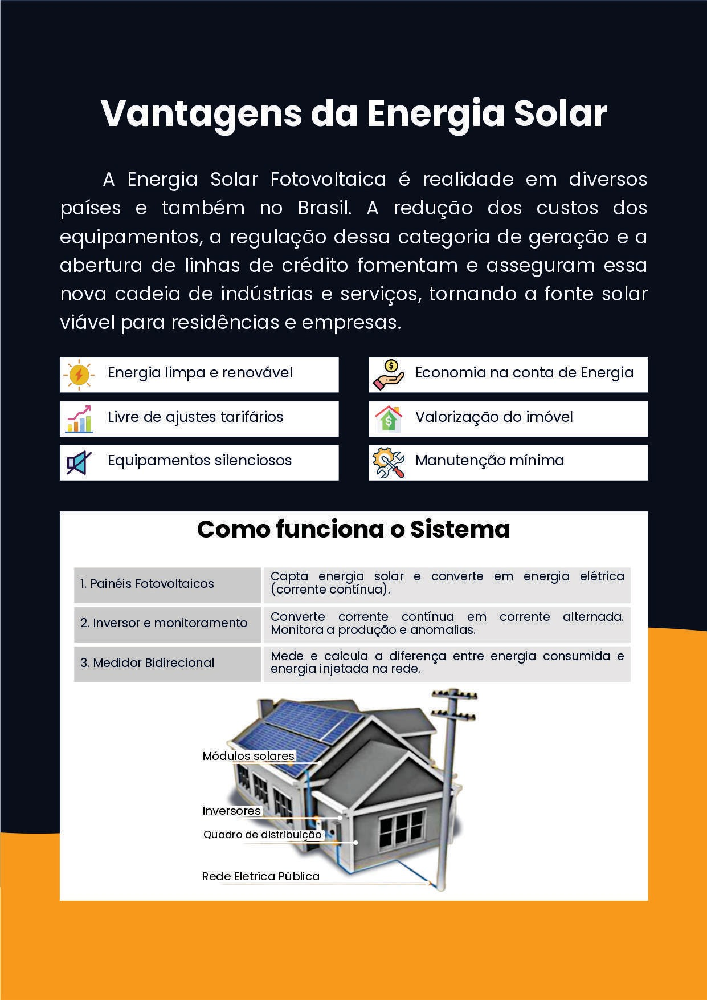 Vantagens da Energia Solar
A Energia Solar Fotovoltaica é realidade em diversos
países e também no Brasil. A redução dos custos dos
equipamentos, a regulação dessa categoria de geração e a
abertura de linhas de crédito fomentam e asseguram essa
nova cadeia de indústrias e serviços, tornando a fonte solar
viável para residências e empresas.
Energia limpa e renovável
Economia na conta de Energia
Livre de ajustes tarifários
Valorização do imóvel
Equipamentos silenciosos
Manutenção mínima
Como funciona o Sistema
1. Painéis Fotovoltaicos
Capta energia solar e converte em energia elétrica
(corrente contínua).
2. Inversor e monitoramento
Converte corrente contínua em corrente alternada.
Monitora a produção e anomalias.
3. Medidor Bidirecional
Mede e calcula a diferença entre energia consumida e
energia injetada na rede.
Módulos solares
Inversores
Quadro de distribuição
Rede Eletríca Pública